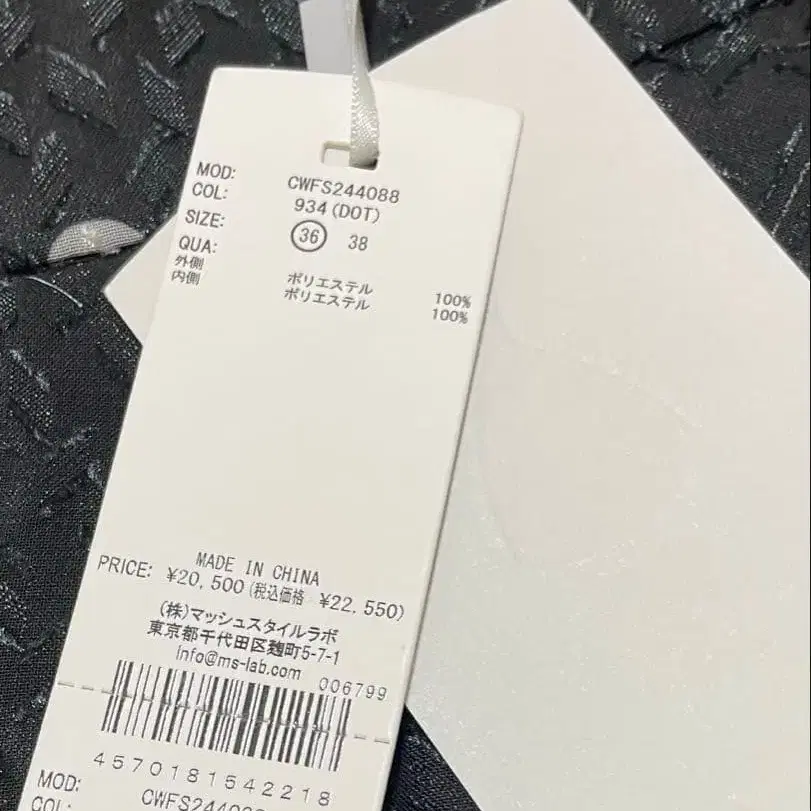 MOD: CWFS244088
COL: 934(DOT)
SIZE: 36 38
QUA:
外側 ポリエステル 100%
内側 ポリエステル 100%
MADE IN CHINA
PRICE: ¥20,500(税込価格 ¥22,550)
(株)マッシュスタイルラボ
東京都千代田区麹町5-7-1
info@ms-lab.com
006799
4570181542218
MOD:
COL: